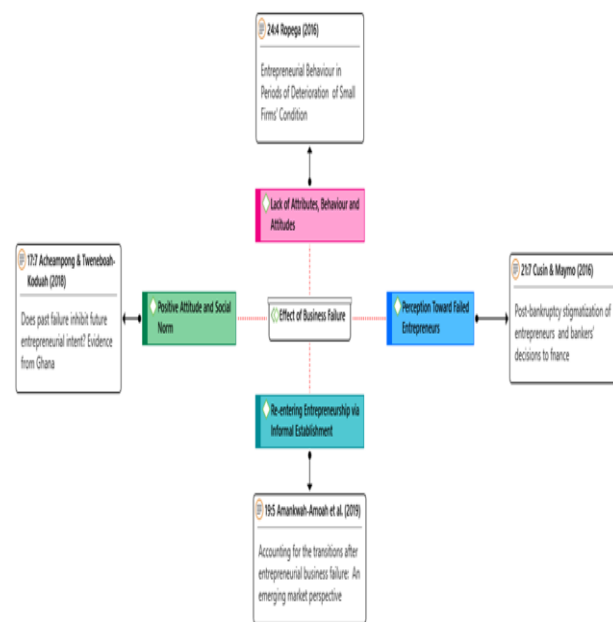 24:4 Ropega (2016)
Entrepreneurial Behaviour in
Periods of Deterioration of Small
Firms' Condition
Lack of Attributes, Behaviour and
Attitudes
17:7 Acheampong & Tweneboah-
Koduah (2018)
Does past failure inhibit future
entrepreneurial intent? Evidence
from Ghana
Positive Attitude and Social
Norm
Effect of Business Failure
Perception Toward Failed
Entrepreneurs
21:7 Cusin & Maymo (2016)
Post-bankruptcy stigmatization of
entrepreneurs and bankers'
decisions to finance
Re-entering Entrepreneurship via
Informal Establishment
19:5 Amankwah-Amoah et al. (2019)
Accounting for the transitions after
entrepreneurial business failure: An
emerging market perspective